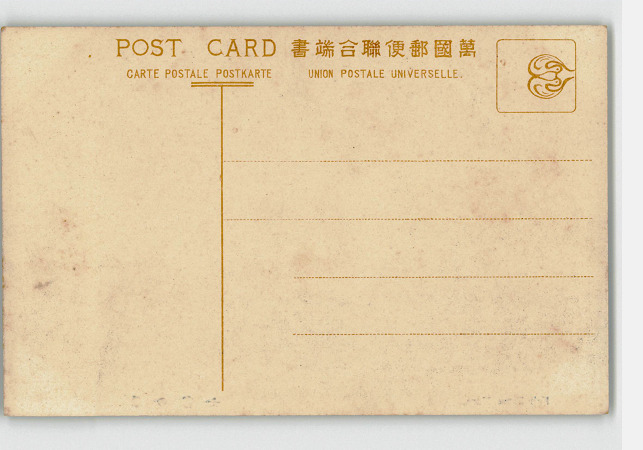 POST CARD 書端合聯便郵國萬
CARTE POSTALE POSTKARTE UNION POSTALE UNIVERSELLE.